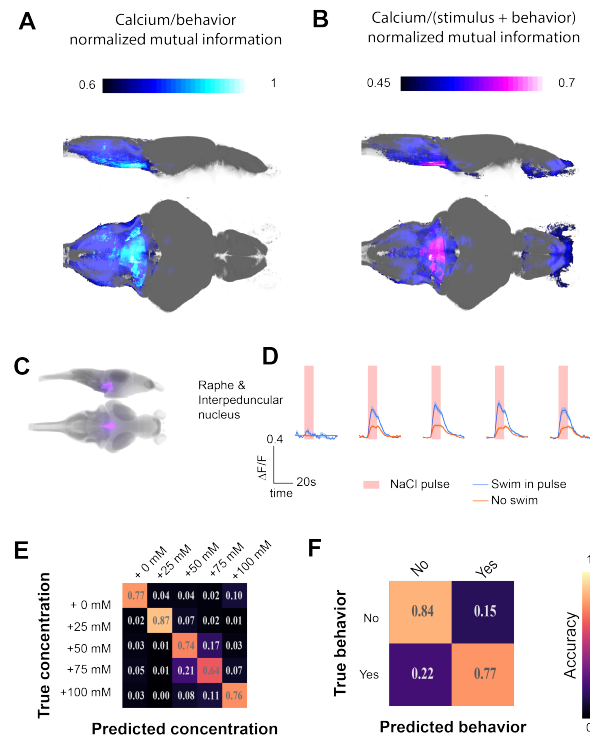 A
Calcium/behavior
normalized mutual information
0.6
1
B
Calcium/(stimulus + behavior)
normalized mutual information
0.45
0.7
C
Raphe &
Interpeduncular
nucleus
D
0.4
ΔF/F
time
20s
NaCl pulse
Swim in pulse
No swim
E
+ 0 mM
+25 mM
+50 mM
+75 mM
+100 mM
True concentration
+ 0 mM
0.77 0.04 0.04 0.02 0.10
+25 mM
0.02 0.87 0.07 0.02 0.01
+50 mM
0.03 0.01 0.74 0.17 0.03
+75 mM
0.05 0.01 0.21 0.64 0.07
+100 mM
0.03 0.00 0.08 0.11 0.76
Predicted concentration
F
No
Yes
True behavior
No
0.84 0.15
Yes
0.22 0.77
Predicted behavior
1
Accuracy
0